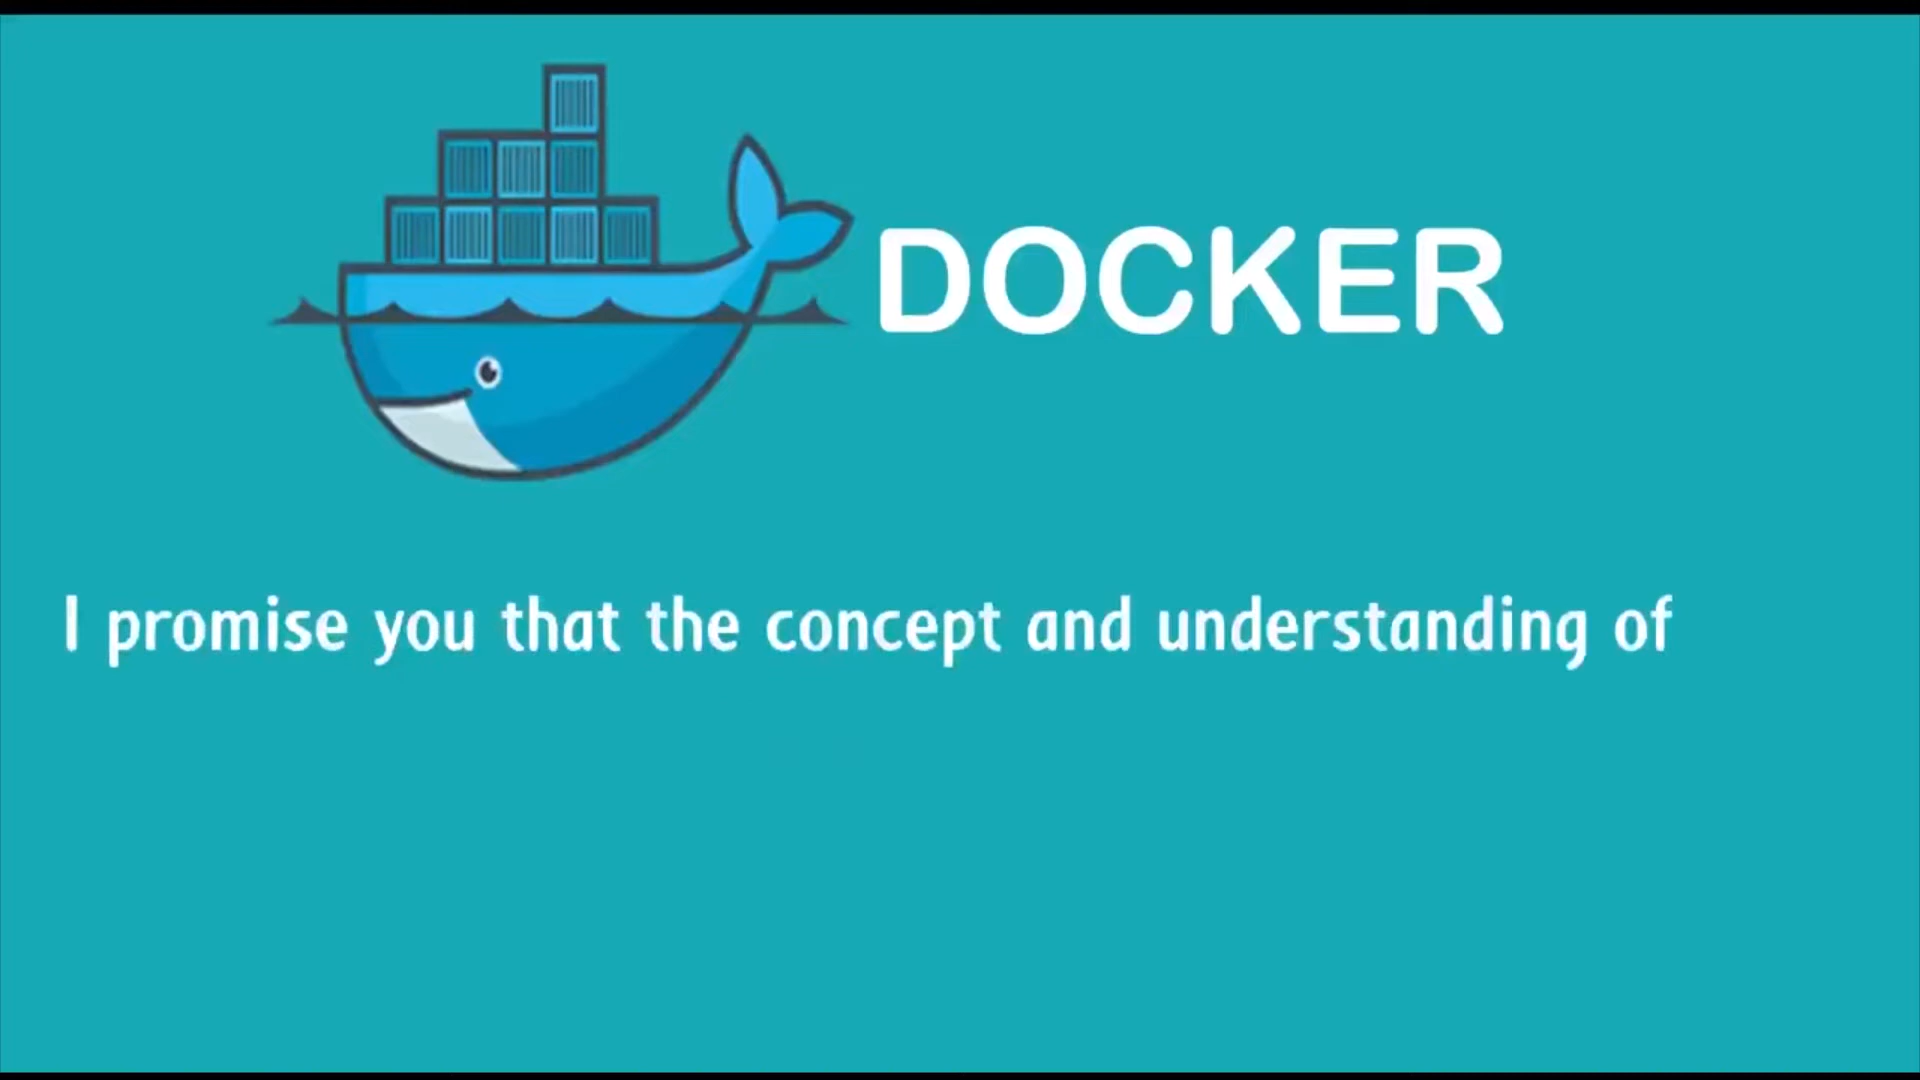 DOCKER
I promise you that the concept and understanding of